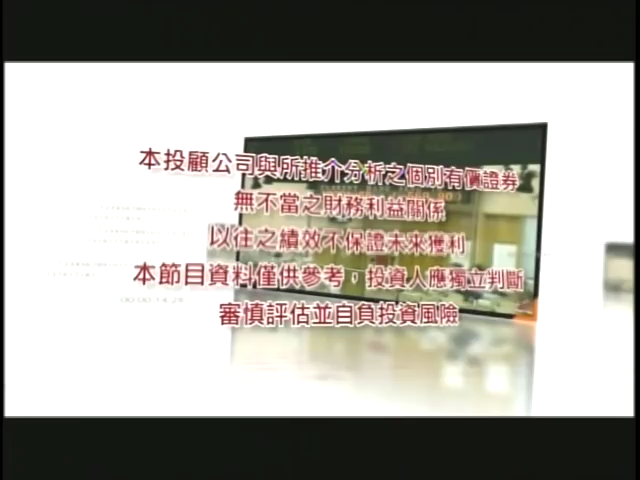 本投顧公司與所推介分析之個別有價證券
無不當之財務利益關係
以往之績效不保證未來獲利
本節目資料僅供參考，投資人應獨立判斷
審慎評估並自負投資風險